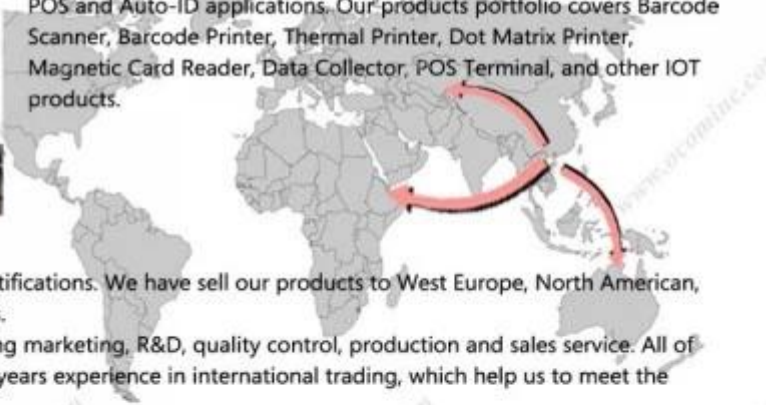 POS and Auto-ID applications. Our products portfolio covers Barcode
Scanner, Barcode Printer, Thermal Printer, Dot Matrix Printer,
Magnetic Card Reader, Data Collector, POS Terminal, and other IOT
products.
www.ocominc.co
tifications. We have sell our products to West Europe, North American,
ng marketing, R&D, quality control, production and sales service. All of
years experience in international trading, which help us to meet the